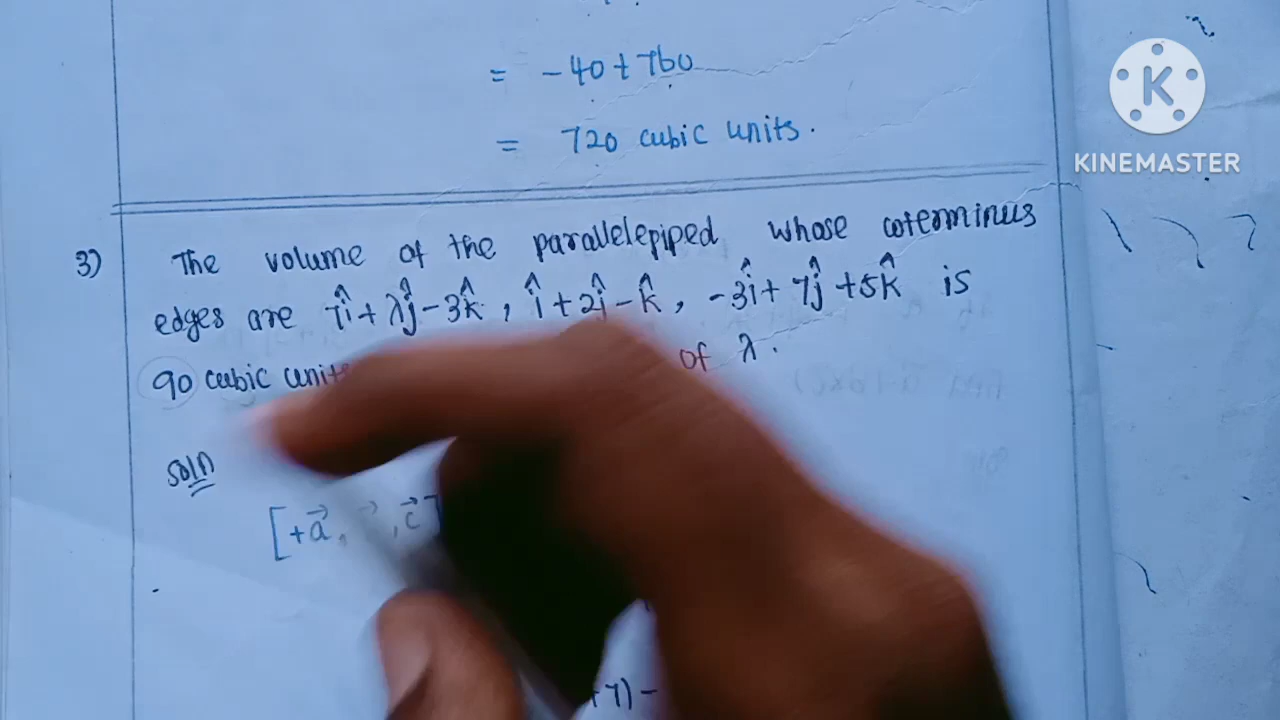 = -40 + 760
= 720 cubic units.
K
KINEMASTER
3) The volume of the parallelepiped whose coterminus
edges are 7î + λĵ - 3k̂, î + 2ĵ - k̂, -3î + 7ĵ + 5k̂ is
90 cubic units of λ.
Soln
[+a⃗, , c⃗]
+7) -